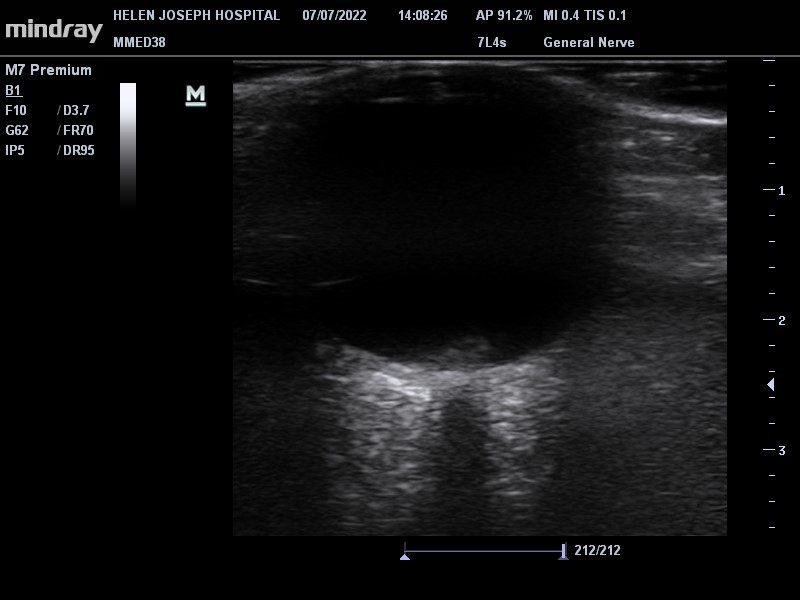 mindray
HELEN JOSEPH HOSPITAL 07/07/2022 14:08:26 AP 91.2% MI 0.4 TIS 0.1
MMED38 7L4s General Nerve
M7 Premium
B1
F10 / D3.7
G62 / FR70
IP5 / DR95
M
1
2
3
212/212